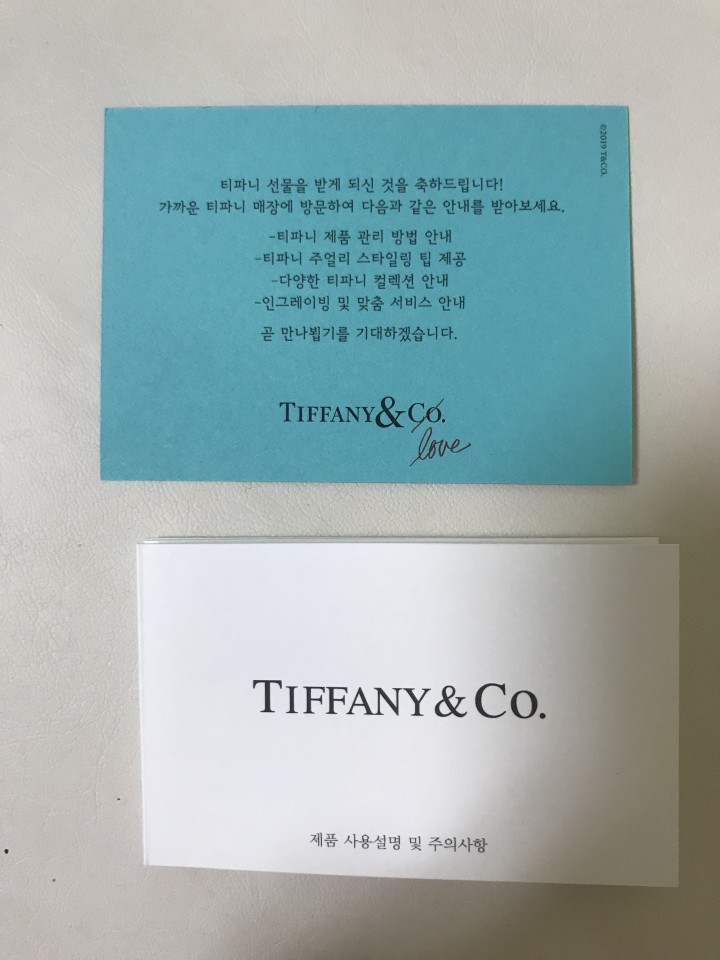 ©2019 T&CO.
티파니 선물을 받게 되신 것을 축하드립니다!
가까운 티파니 매장에 방문하여 다음과 같은 안내를 받아보세요.
-티파니 제품 관리 방법 안내
-티파니 주얼리 스타일링 팁 제공
-다양한 티파니 컬렉션 안내
-인그레이빙 및 맞춤 서비스 안내
곧 만나뵙기를 기대하겠습니다.
TIFFANY & CO.
love
TIFFANY & CO.
제품 사용설명 및 주의사항